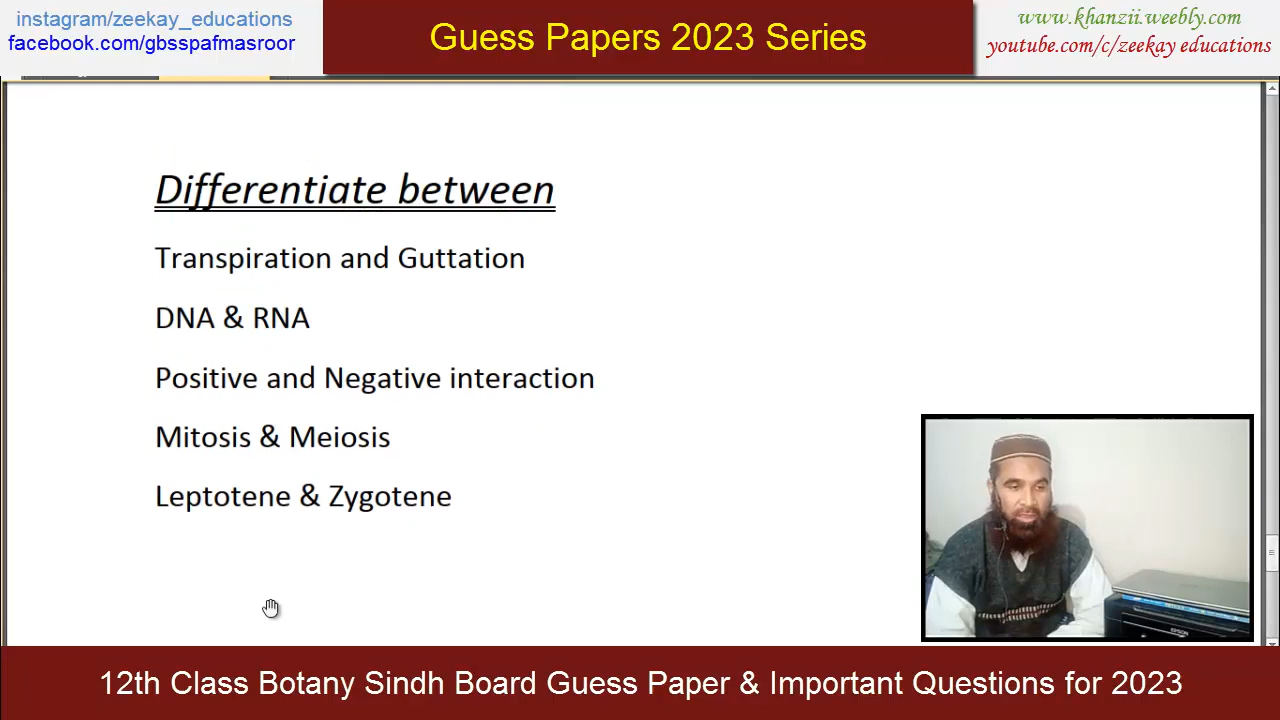 instagram/zeekay_educations
facebook.com/gbsspafmasroor
Guess Papers 2023 Series
www.khanzii.weebly.com
youtube.com/c/zeekay educations
Differentiate between
Transpiration and Guttation
DNA & RNA
Positive and Negative interaction
Mitosis & Meiosis
Leptotene & Zygotene
EPSON
12th Class Botany Sindh Board Guess Paper & Important Questions for 2023